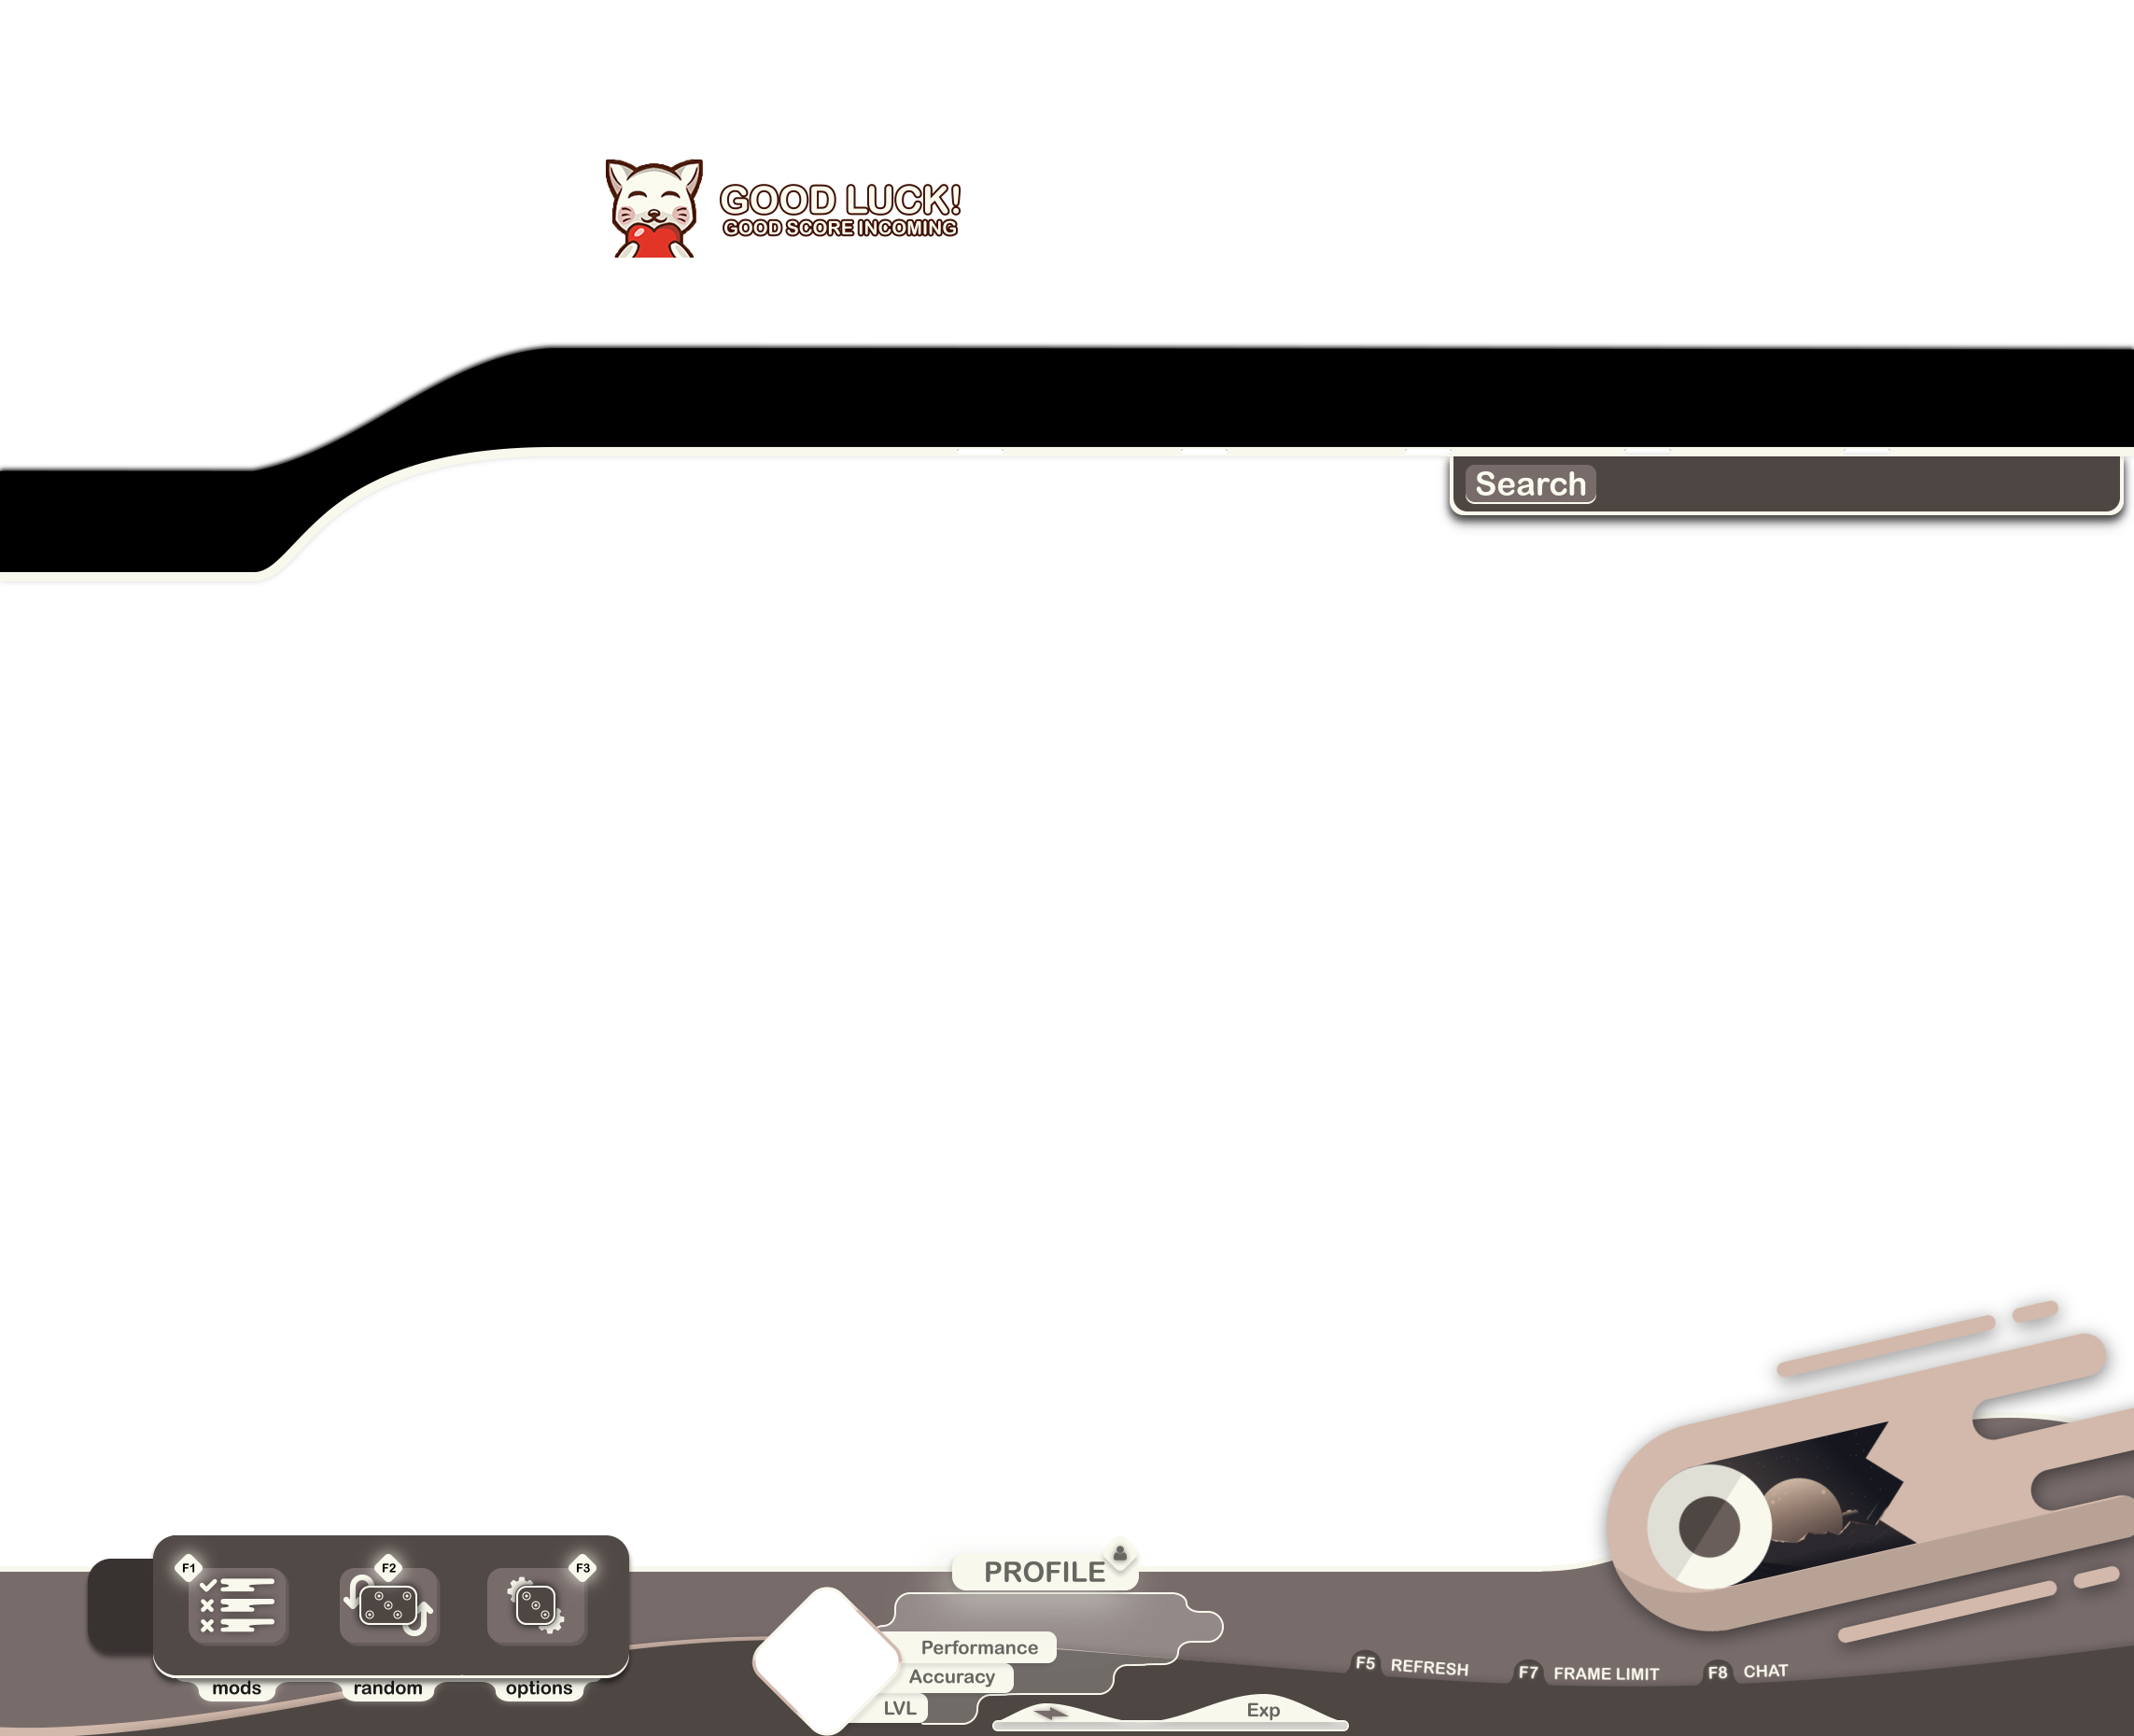 GOOD LUCK!
GOOD SCORE INCOMING
Search
F1
F2
F3
mods
random
options
PROFILE
Performance
Accuracy
LVL
Exp
F5 REFRESH
F7 FRAME LIMIT
F8 CHAT